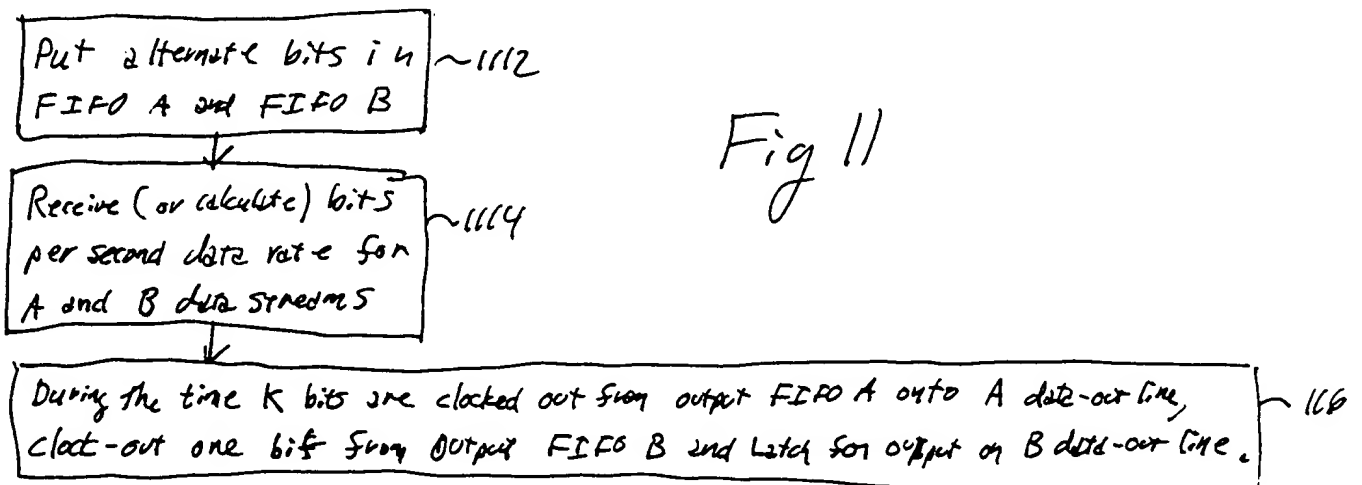 Put alternate bits in ~1112
FIFO A and FIFO B
Fig 11
Receive (or calculate) bits
per second data rate for ~1114
A and B data streams
During the time K bits are clocked out from output FIFO A onto A data-out line, ~116
clock-out one bit from Output FIFO B and Latch for output on B data-out line.